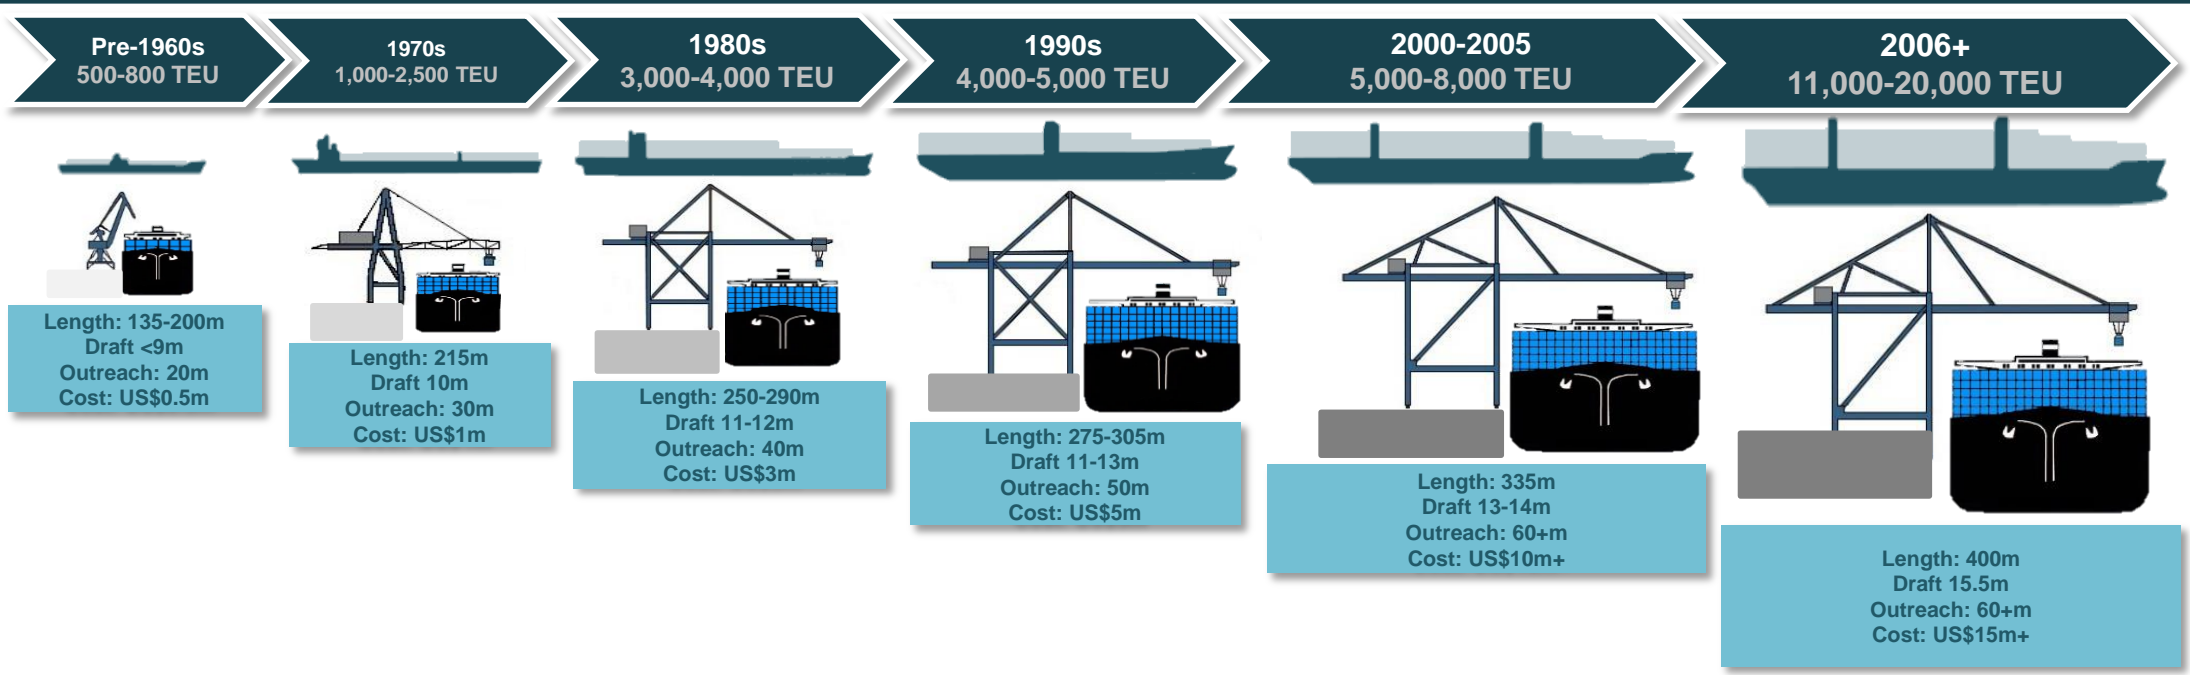 Pre-1960s
500-800 TEU
1970s
1,000-2,500 TEU
1980s
3,000-4,000 TEU
1990s
4,000-5,000 TEU
2000-2005
5,000-8,000 TEU
2006+
11,000-20,000 TEU
Length: 135-200m
Draft <9m
Outreach: 20m
Cost: US$0.5m
Length: 215m
Draft 10m
Outreach: 30m
Cost: US$1m
Length: 250-290m
Draft 11-12m
Outreach: 40m
Cost: US$3m
Length: 275-305m
Draft 11-13m
Outreach: 50m
Cost: US$5m
Length: 335m
Draft 13-14m
Outreach: 60+m
Cost: US$10m+
Length: 400m
Draft 15.5m
Outreach: 60+m
Cost: US$15m+